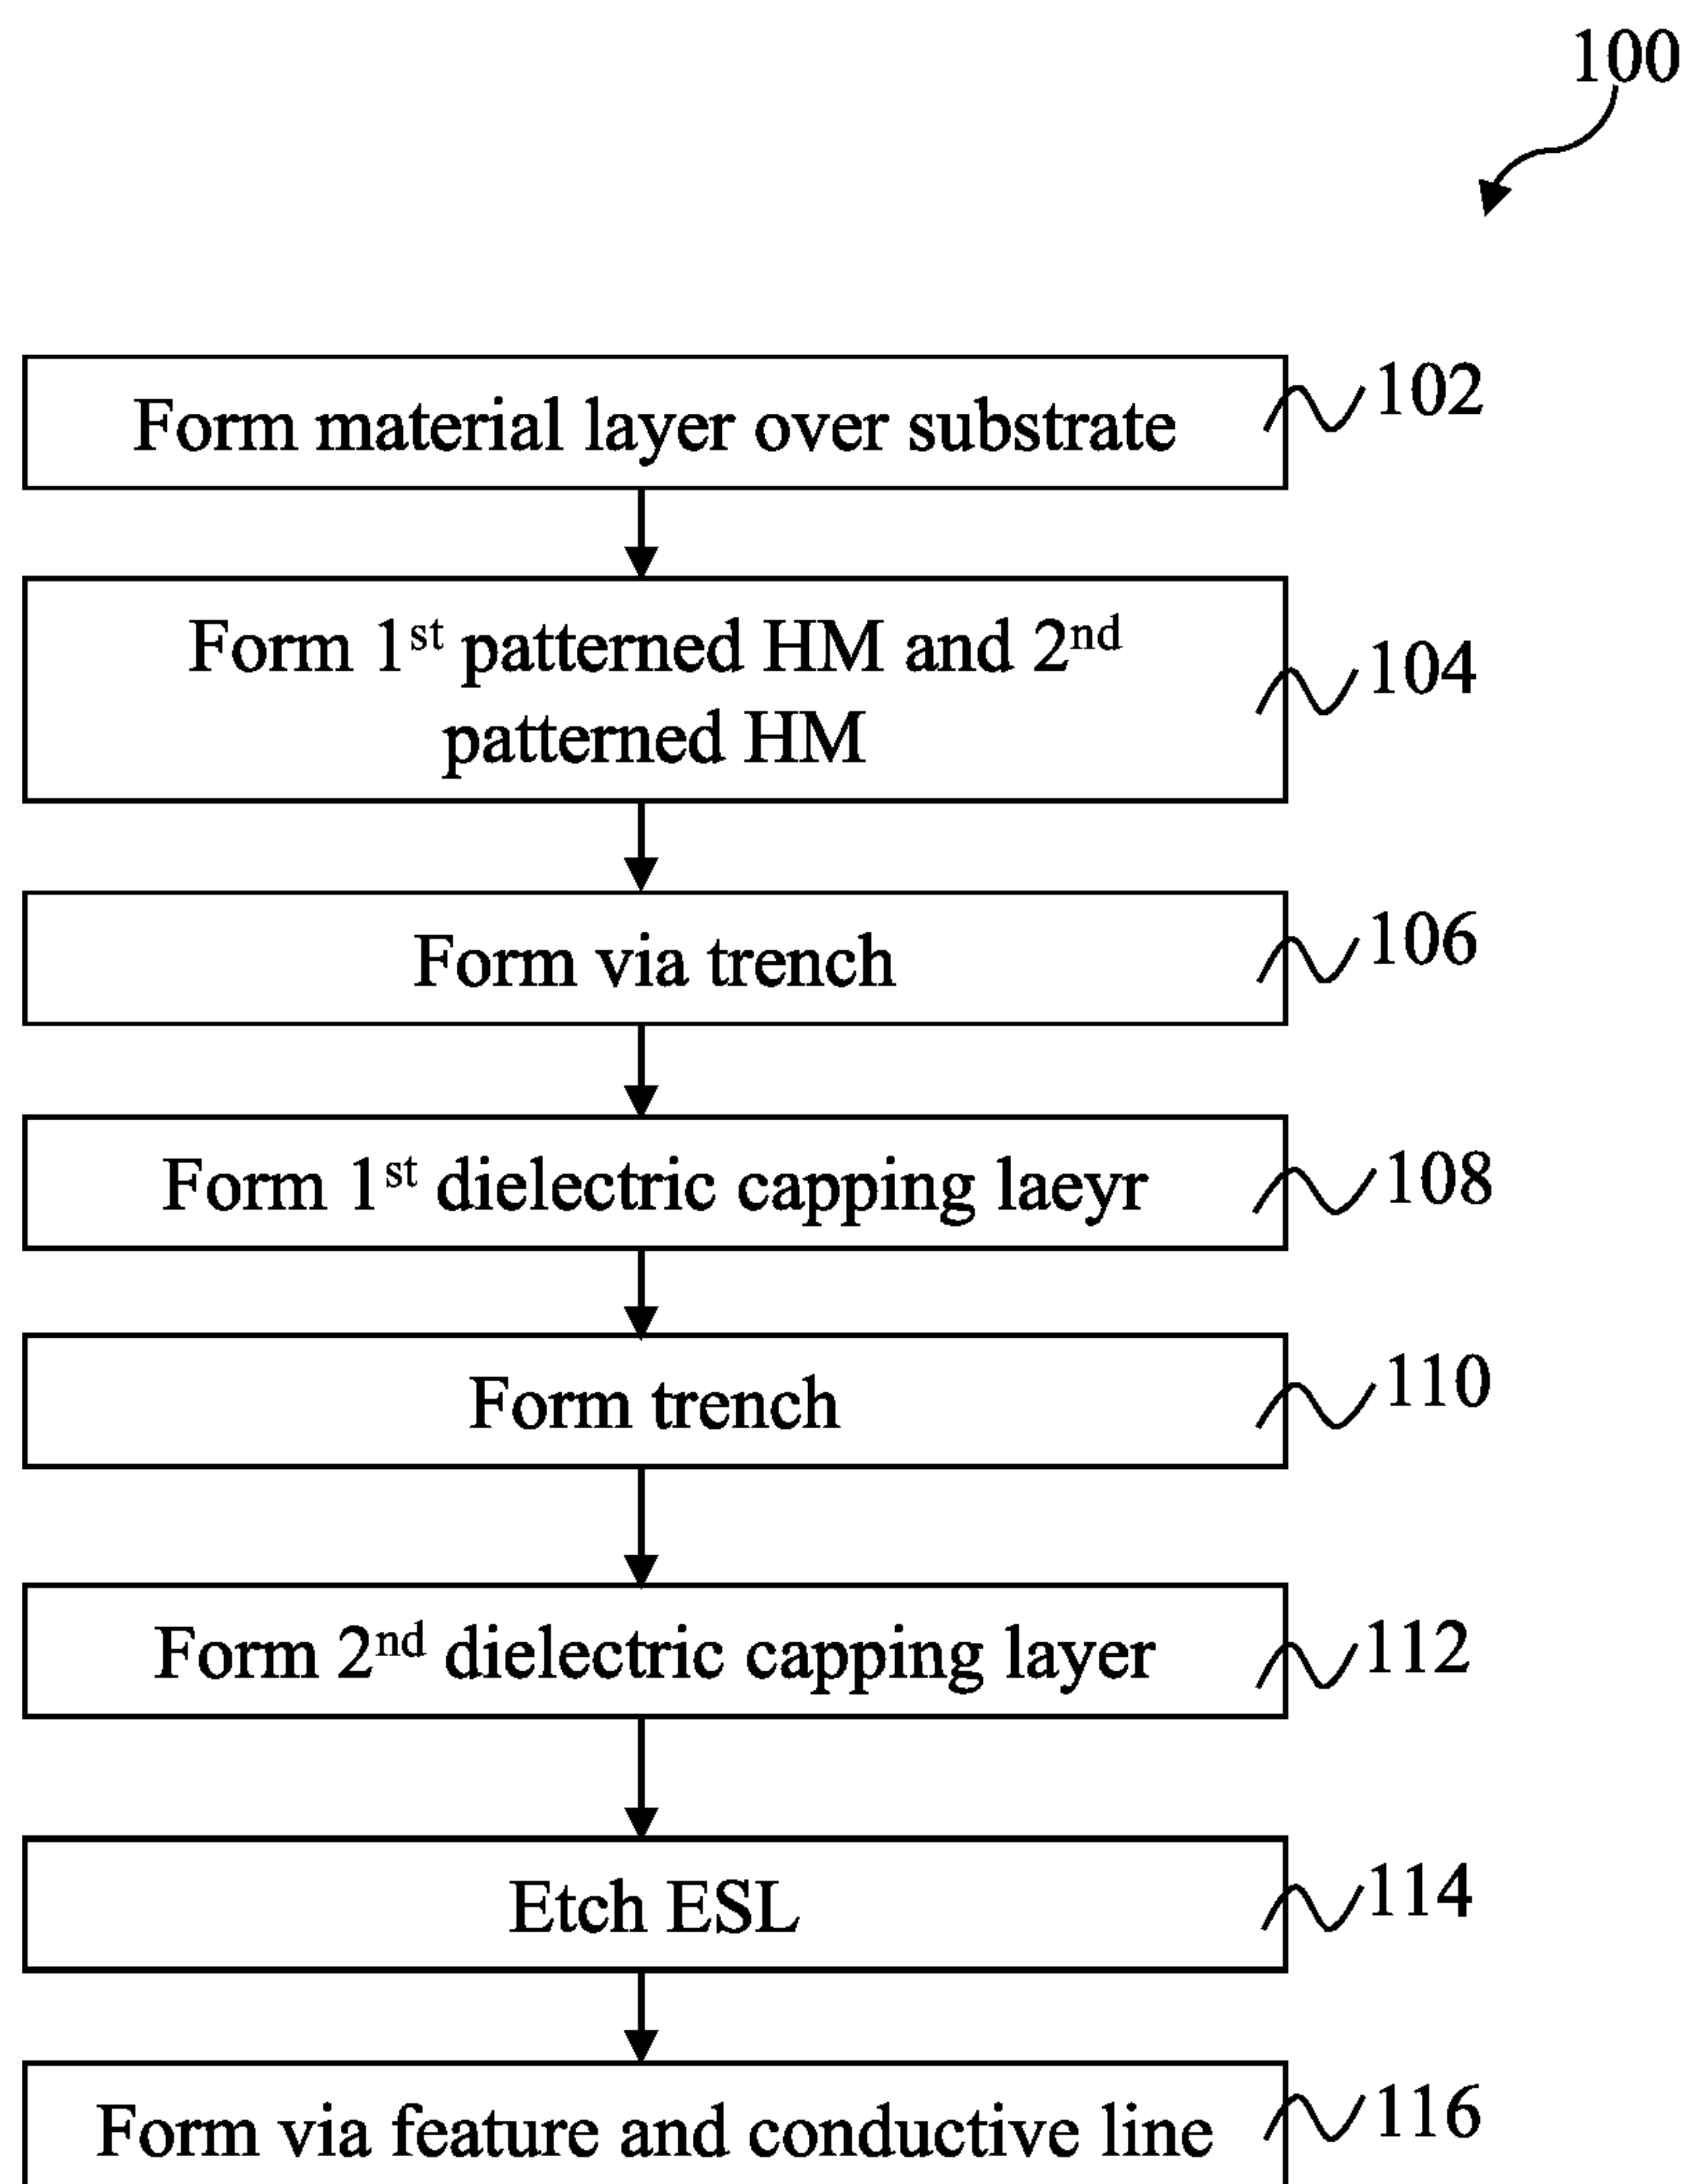 100
Form material layer over substrate
102
Form 1st patterned HM and 2nd
patterned HM
104
Form via trench
106
Form 1st dielectric capping laeyr
108
Form trench
110
Form 2nd dielectric capping layer
112
Etch ESL
114
Form via feature and conductive line
116